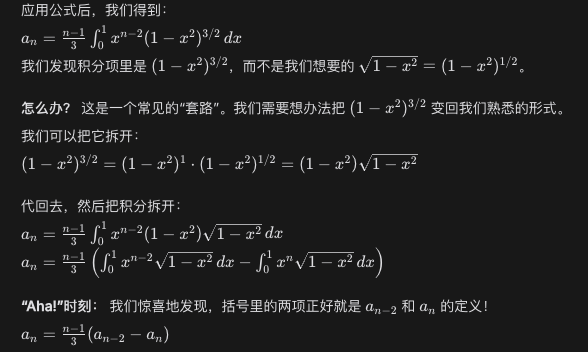 应用公式后，我们得到：
$a_n = \frac{n-1}{3} \int_0^1 x^{n-2}(1-x^2)^{3/2} \, dx$
我们发现积分项里是 $(1-x^2)^{3/2}$，而不是我们想要的 $\sqrt{1-x^2} = (1-x^2)^{1/2}$。
怎么办？ 这是一个常见的“套路”。我们需要想办法把 $(1-x^2)^{3/2}$ 变回我们熟悉的形式。
我们可以把它拆开：
$(1-x^2)^{3/2} = (1-x^2)^1 \cdot (1-x^2)^{1/2} = (1-x^2)\sqrt{1-x^2}$
代回去，然后把积分拆开：
$a_n = \frac{n-1}{3} \int_0^1 x^{n-2}(1-x^2)\sqrt{1-x^2} \, dx$
$a_n = \frac{n-1}{3} \left( \int_0^1 x^{n-2}\sqrt{1-x^2} \, dx - \int_0^1 x^n\sqrt{1-x^2} \, dx \right)$
“Aha!”时刻： 我们惊喜地发现，括号里的两项正好就是 $a_{n-2}$ 和 $a_n$ 的定义！
$a_n = \frac{n-1}{3}(a_{n-2} - a_n)$